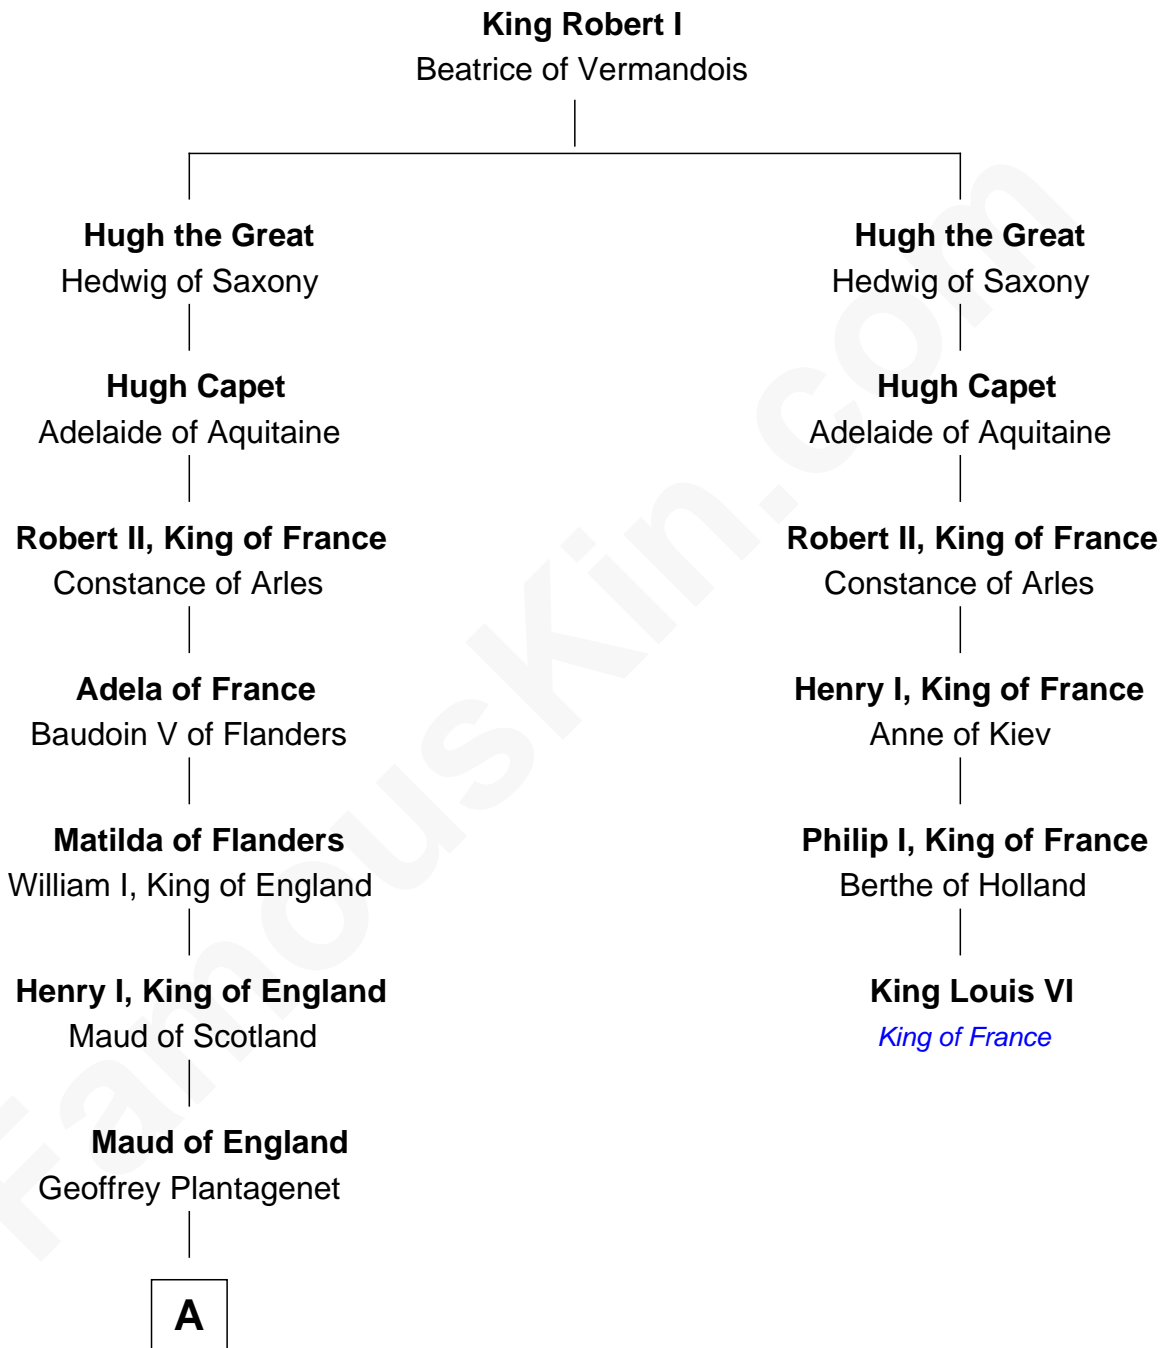 King Robert I
Beatrice of Vermandois
Hugh the Great
Hedwig of Saxony
Hugh the Great
Hedwig of Saxony
Hugh Capet
Adelaide of Aquitaine
Hugh Capet
Adelaide of Aquitaine
Robert II, King of France
Constance of Arles
Robert II, King of France
Constance of Arles
Adela of France
Baudoin V of Flanders
Henry I, King of France
Anne of Kiev
Matilda of Flanders
William I, King of England
Philip I, King of France
Berthe of Holland
Henry I, King of England
Maud of Scotland
King Louis VI
King of France
Maud of England
Geoffrey Plantagenet
A
FamousKin.com